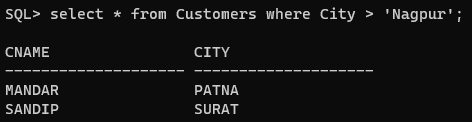 SQL> select * from Customers where City > 'Nagpur';
CNAME                CITY
-------------------- --------------------
MANDAR               PATNA
SANDIP               SURAT